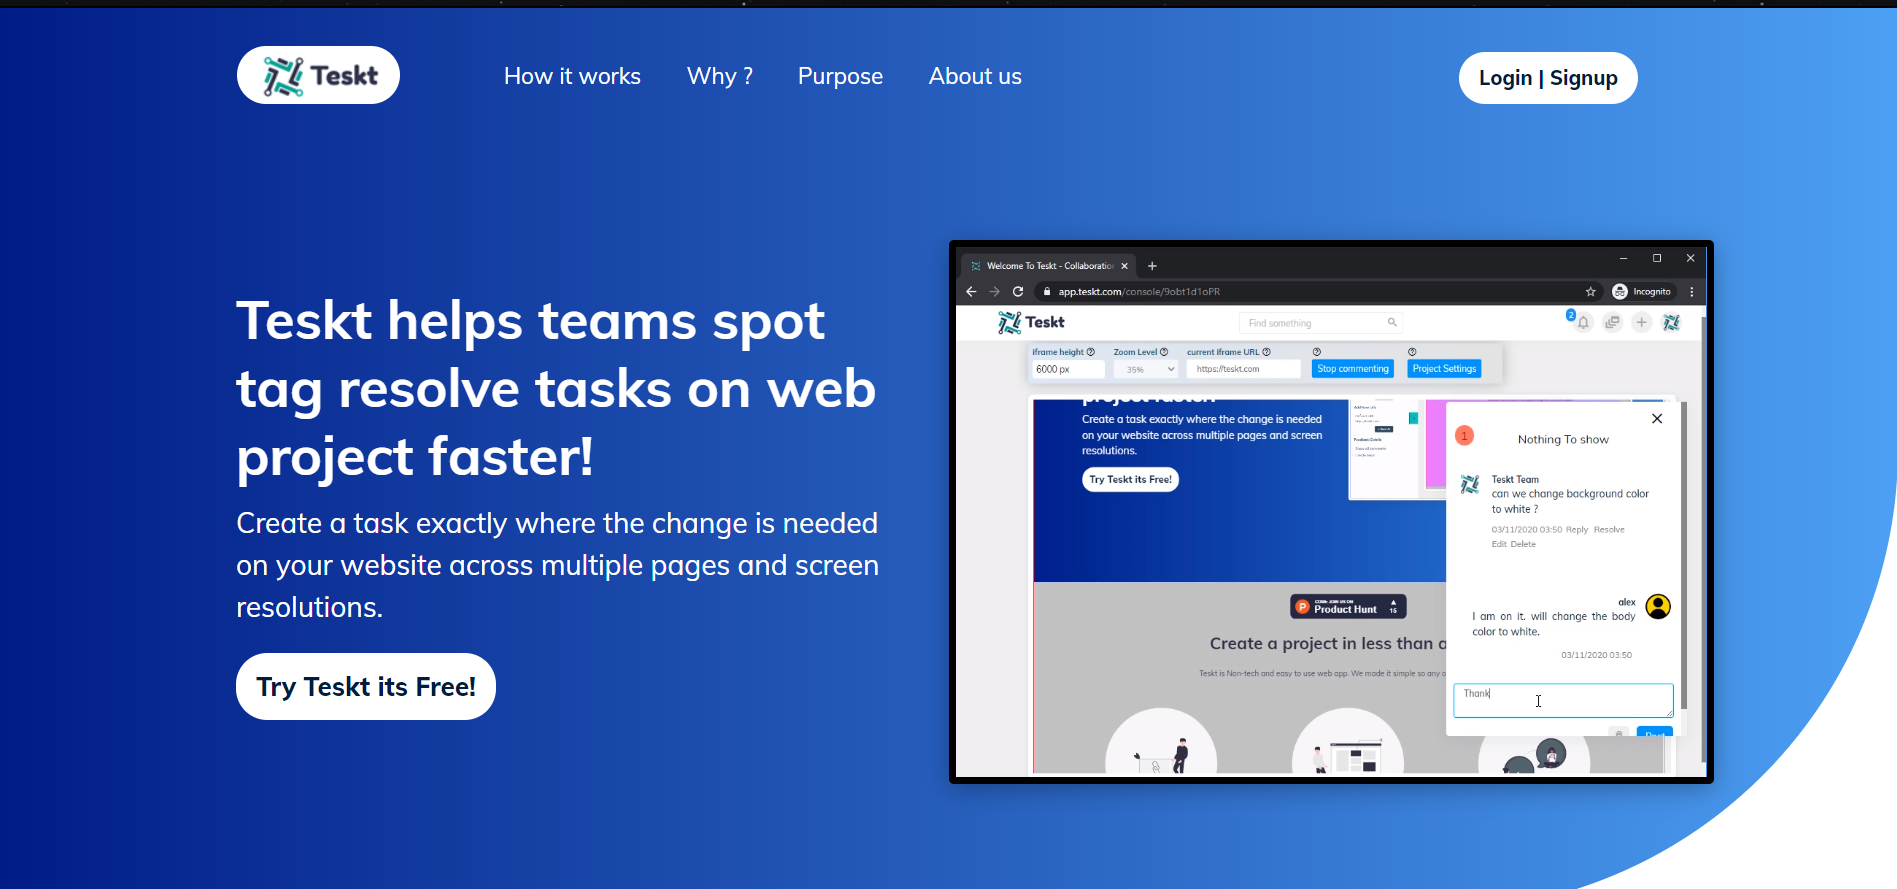 Teskt
How it works
Why ?
Purpose
About us
Login | Signup
Teskt helps teams spot
tag resolve tasks on web
project faster!
Create a task exactly where the change is needed
on your website across multiple pages and screen
resolutions.
Try Teskt its Free!
Welcome To Teskt - Collaboratio
app.teskt.com/console/9obt1d1oPR
Incognito
Teskt
Find something
2
iframe height
Zoom Level
current iframe URL
6000 px
35%
https://teskt.com
Stop commenting
Project Settings
project faster!
Create a task exactly where the change is needed
on your website across multiple pages and screen
resolutions.
Try Teskt its Free!
1
Nothing To show
Teskt Team
can we change background color
to white ?
03/11/2020 03:50 Reply Resolve
Edit Delete
alex
I am on it. will change the body
color to white.
03/11/2020 03:50
Thank
Post
COME JOIN US ON
Product Hunt
15
Create a project in less than a
Teskt is Non-tech and easy to use web app. We made it simple so any o